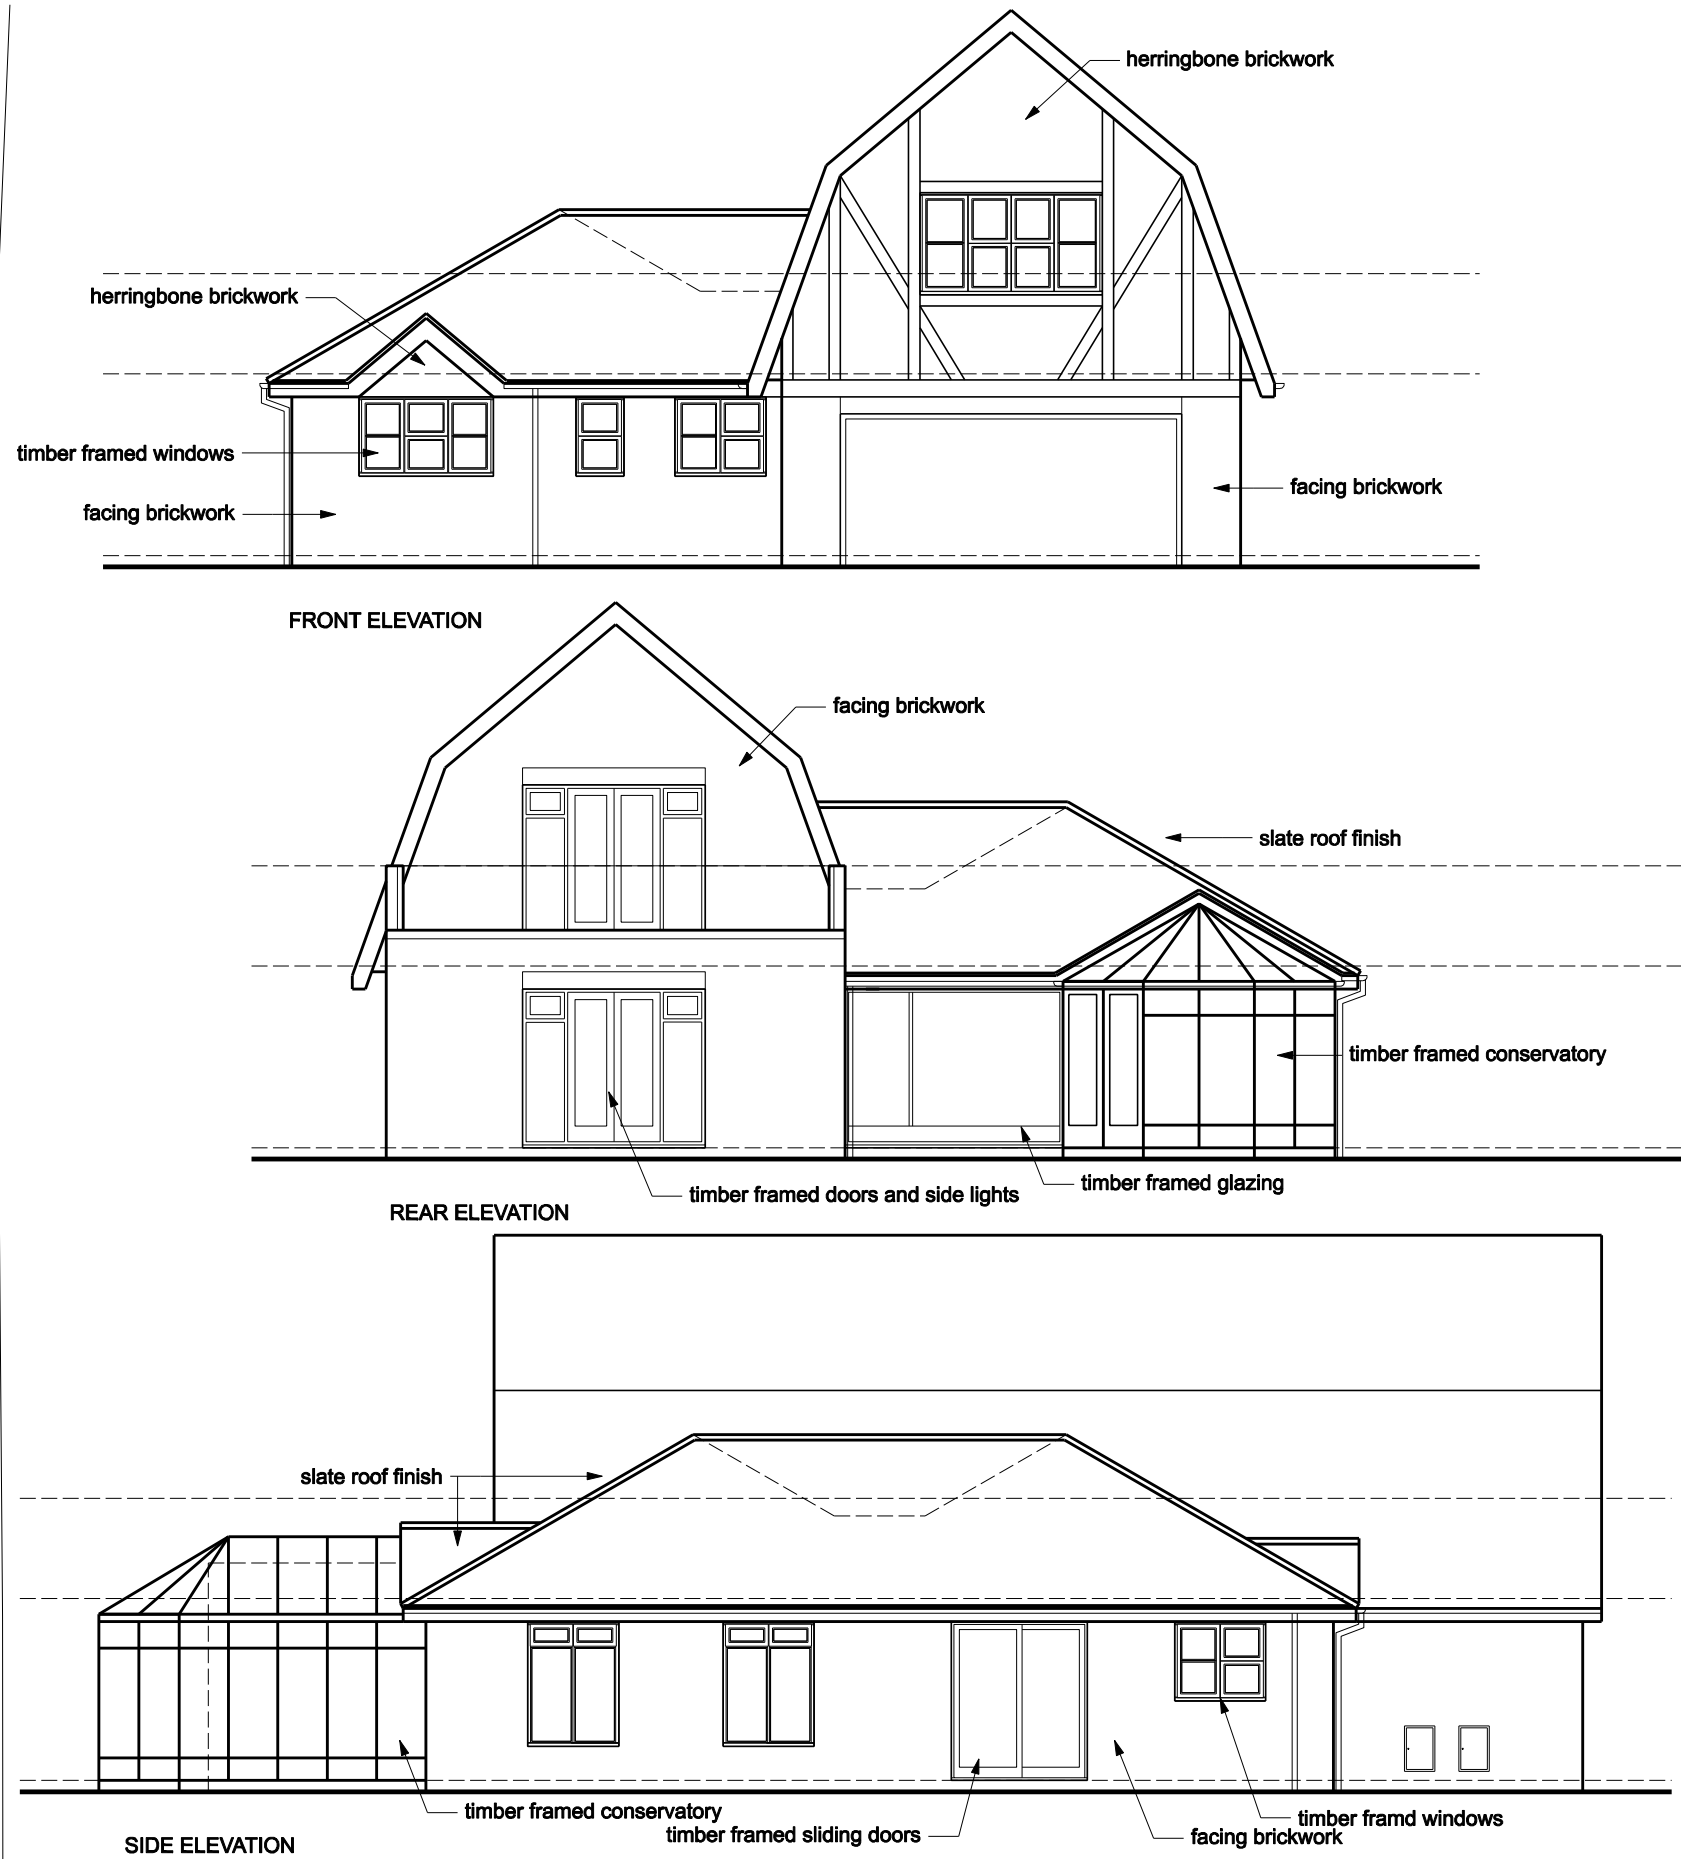 herringbone brickwork
herringbone brickwork
timber framed windows
facing brickwork
facing brickwork
FRONT ELEVATION
facing brickwork
slate roof finish
timber framed conservatory
timber framed glazing
timber framed doors and side lights
REAR ELEVATION
slate roof finish
timber framed conservatory
timber framd windows
timber framed sliding doors
facing brickwork
SIDE ELEVATION